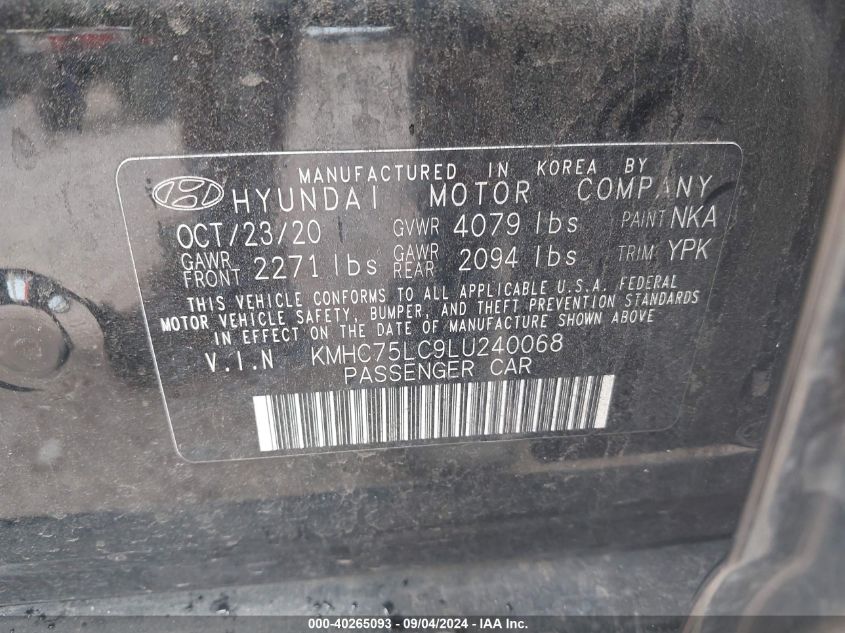 MANUFACTURED IN KOREA BY
HYUNDAI MOTOR COMPANY
OCT/23/20 GVWR 4079 lbs PAINT NKA
GAWR FRONT 2271 lbs GAWR REAR 2094 lbs TRIM YPK
THIS VEHICLE CONFORMS TO ALL APPLICABLE U.S.A. FEDERAL
MOTOR VEHICLE SAFETY, BUMPER, AND THEFT PREVENTION STANDARDS
IN EFFECT ON THE DATE OF MANUFACTURE SHOWN ABOVE.
V.I.N KMHC75LC9LU240068
PASSENGER CAR
000-40265093 - 09/04/2024 - IAA Inc.